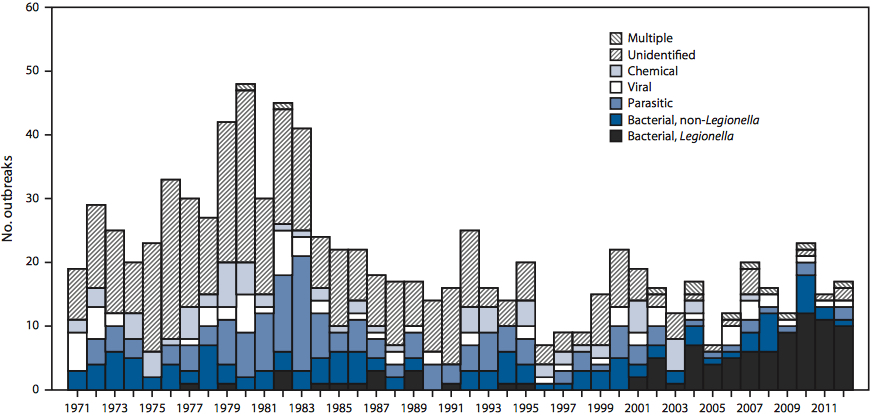 60
50
40
30
20
10
0
No. outbreaks
Multiple
Unidentified
Chemical
Viral
Parasitic
Bacterial, non-Legionella
Bacterial, Legionella
1971 1973 1975 1977 1979 1981 1983 1985 1987 1989 1991 1993 1995 1997 1999 2001 2003 2005 2007 2009 2011